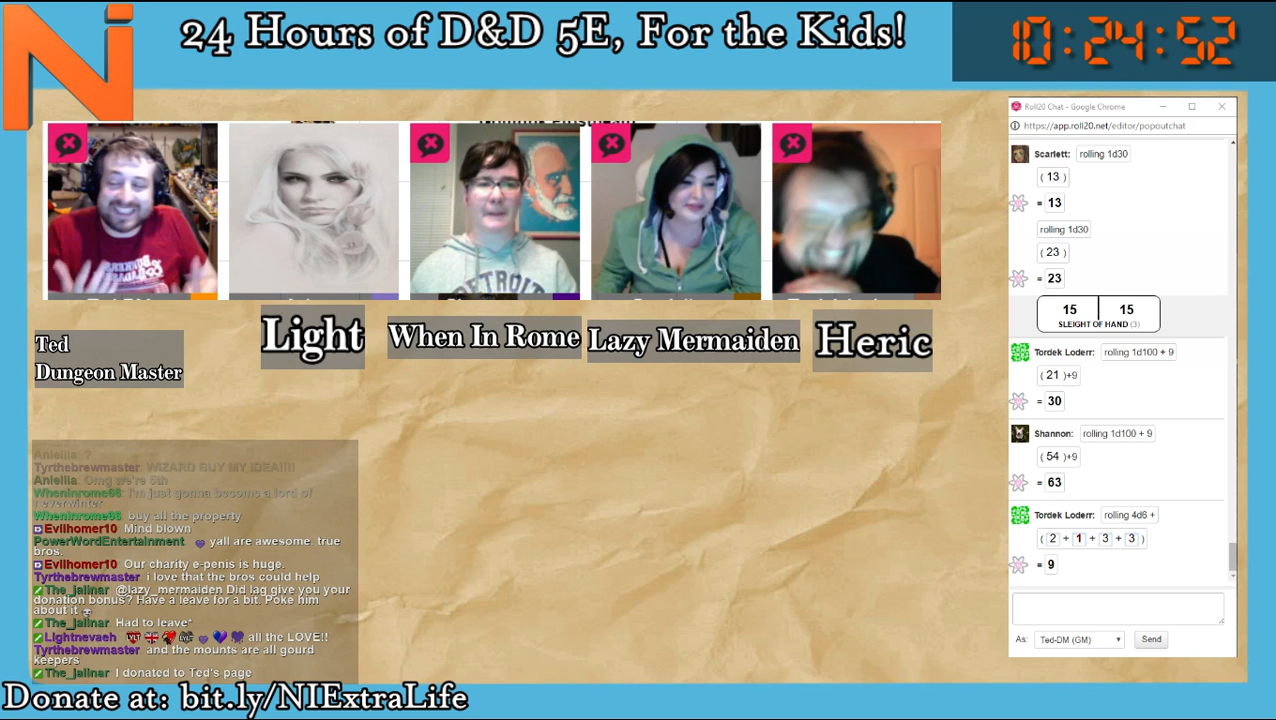 Ni
24 Hours of D&D 5E, For the Kids!
10:24:52
Roll20 Chat - Google Chrome
https://app.roll20.net/editor/popoutchat
Scarlett: rolling 1d30
( 13 )
= 13
rolling 1d30
( 23 )
= 23
15 15
SLEIGHT OF HAND (3)
Tordek Loderr: rolling 1d100 + 9
( 21 )+9
= 30
Shannon: rolling 1d100 + 9
( 54 )+9
= 63
Tordek Loderr: rolling 4d6 +
( 2 + 1 + 3 + 3 )
= 9
As: Ted-DM (GM) Send
DETROIT
Ted
Dungeon Master
Light
When In Rome
Lazy Mermaiden
Heric
Aniellia: ?
Tyrthebrewmaster WIZARD BUY MY IDEA!!!!
Aniellia: Omg we're 6th
Wheninrome66 I'm just gonna become a lord of
neverwinter
Wheninrome66 buy all the property
Evilhomer10 Mind blown
PowerWordEntertainment yall are awesome. true
bros.
Evilhomer10 Our charity e-penis is huge.
Tyrthebrewmaster i love that the bros could help
The_jalinar @lazy_mermaiden Did lag give you your
donation bonus? Have a leave for a bit. Poke him
about it
The_jalinar Had to leave*
Lightnevaeh all the LOVE!!
Tyrthebrewmaster and the mounts are all gourd
keepers
The_jalinar I donated to Ted's page
Donate at: bit.ly/NIExtraLife